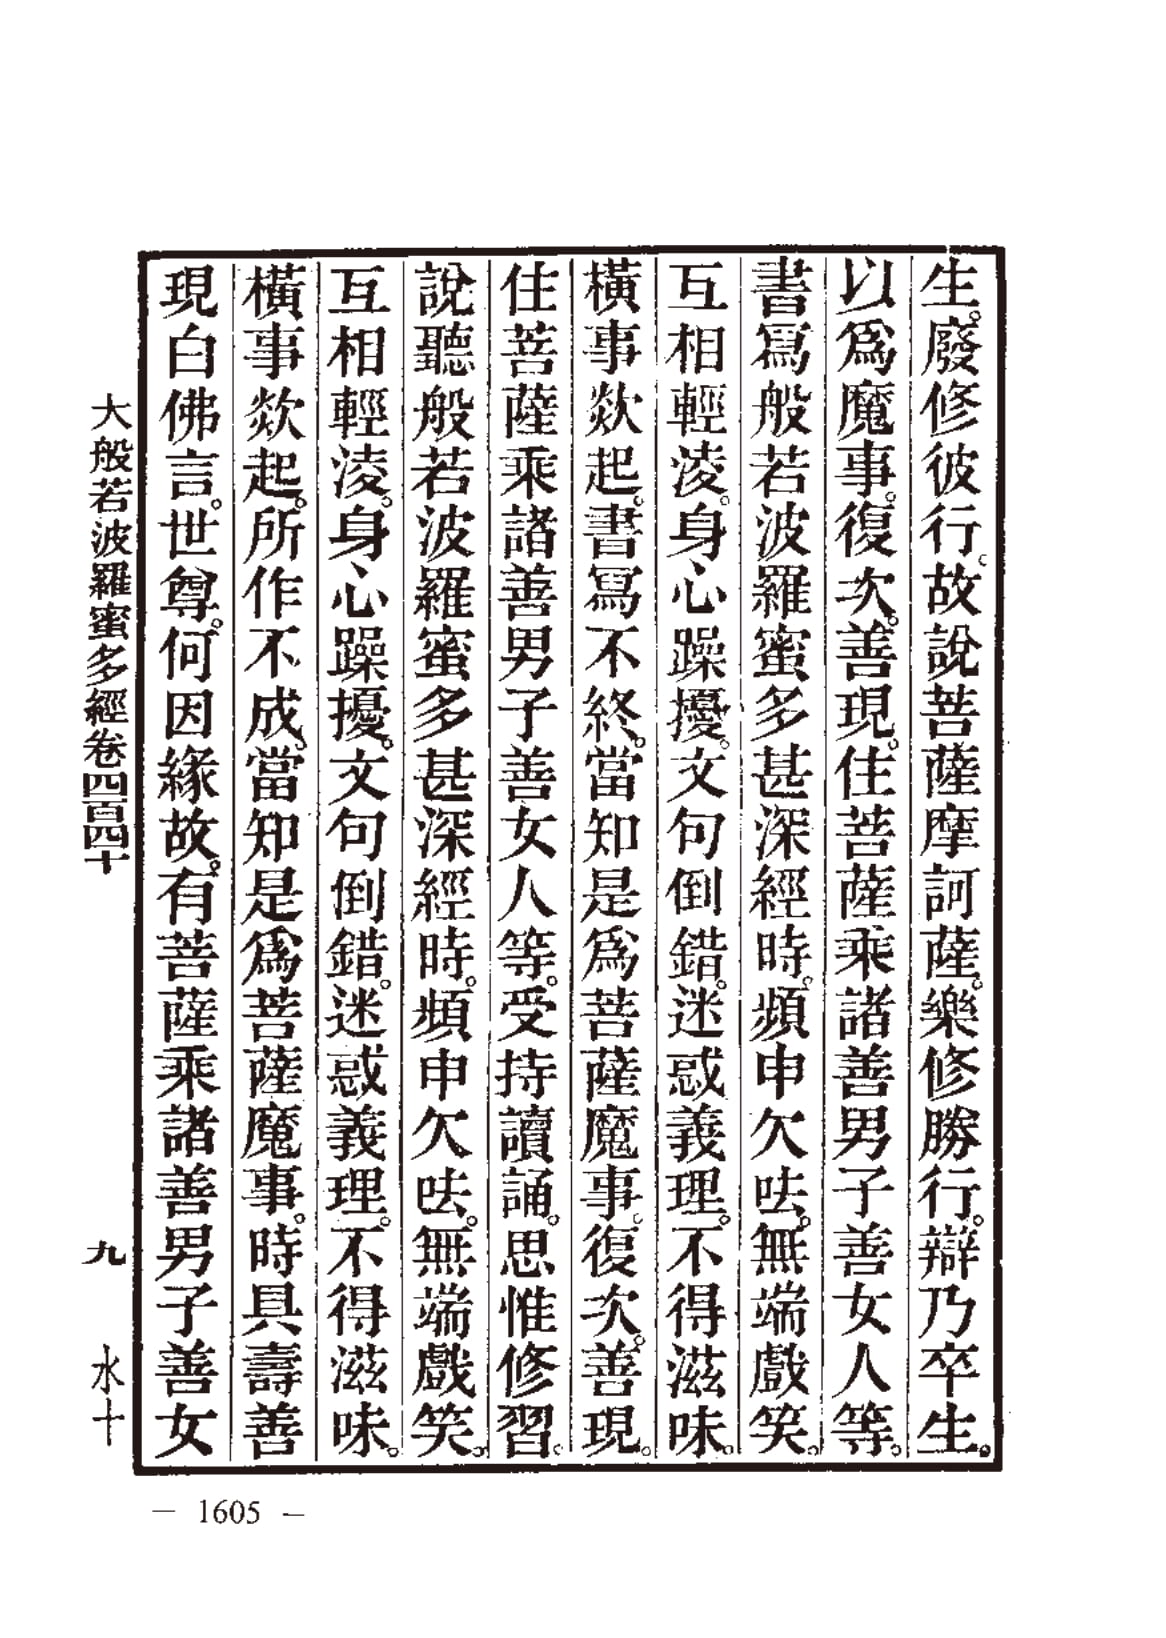 生。廢修彼行。故說菩薩摩訶薩。樂修勝行。辯乃卒生。
以爲魔事。復次。善現。住菩薩乘諸善男子善女人等。
書寫般若波羅蜜多甚深經時。頻申欠呿。無端戲笑。
互相輕淩。身心躁擾。文句倒錯。迷惑義理。不得滋味。
橫事欻起。書寫不終。當知是爲菩薩魔事。復次。善現。
住菩薩乘諸善男子善女人等。受持讀誦。思惟修習。
說聽般若波羅蜜多甚深經時。頻申欠呿。無端戲笑。
互相輕淩。身心躁擾。文句倒錯。迷惑義理。不得滋味。
橫事欻起。所作不成。當知是爲菩薩魔事。時具壽善
現白佛言。世尊。何因緣故。有菩薩乘諸善男子善女
大般若波羅蜜多經卷四百四十 九 水十
— 1605 —